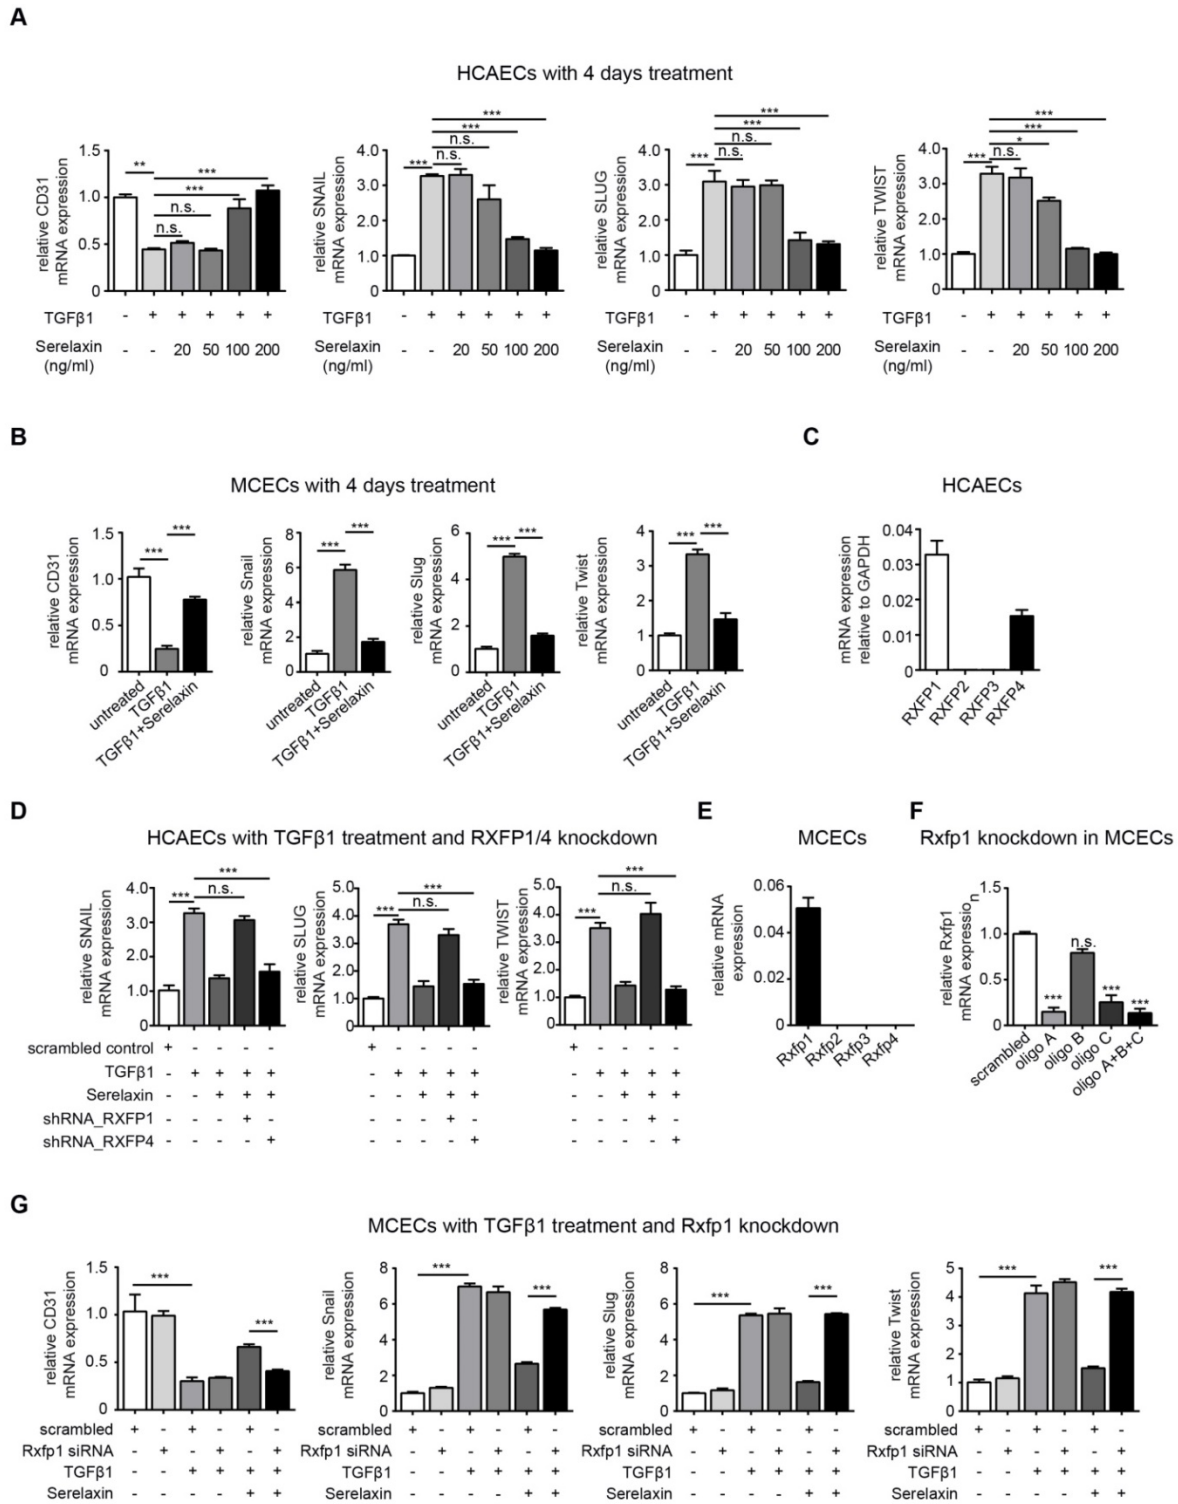 A
HCAECs with 4 days treatment
relative CD31
mRNA expression
1.5
1.0
0.5
0
**
***
***
n.s.
n.s.
relative SNAIL
mRNA expression
4.0
3.0
2.0
1.0
0
***
***
n.s.
n.s.
***
relative SLUG
mRNA expression
4.0
3.0
2.0
1.0
0
***
***
n.s.
n.s.
***
relative TWIST
mRNA expression
4.0
3.0
2.0
1.0
0
***
***
*
n.s.
***
TGFβ1 - + + + + + TGFβ1 - + + + + + TGFβ1 - + + + + + TGFβ1 - + + + + +
Serelaxin - - 20 50 100 200 Serelaxin - - 20 50 100 200 Serelaxin - - 20 50 100 200 Serelaxin - - 20 50 100 200
(ng/ml) (ng/ml) (ng/ml) (ng/ml)
B
MCECs with 4 days treatment
relative CD31
mRNA expression
1.5
1.0
0.5
0
***
***
untreated
TGFβ1
TGFβ1+Serelaxin
relative Snail
mRNA expression
8
6
4
2
0
***
***
untreated
TGFβ1
TGFβ1+Serelaxin
relative Slug
mRNA expression
6
4
2
0
***
***
untreated
TGFβ1
TGFβ1+Serelaxin
relative Twist
mRNA expression
4
3
2
1
0
***
***
untreated
TGFβ1
TGFβ1+Serelaxin
C
HCAECs
mRNA expression
relative to GAPDH
0.04
0.03
0.02
0.01
0
RXFP1
RXFP2
RXFP3
RXFP4
D
HCAECs with TGFβ1 treatment and RXFP1/4 knockdown
relative SNAIL
mRNA expression
4.0
3.0
2.0
1.0
0
***
n.s.
***
relative SLUG
mRNA expression
5.0
4.0
3.0
2.0
1.0
0
***
n.s.
***
relative TWIST
mRNA expression
5.0
4.0
3.0
2.0
1.0
0
***
n.s.
***
scrambled control + - - - - + - - - - + - - - -
TGFβ1 - + + + + - + + + + - + + + +
Serelaxin - - + + + - - + + + - - + + +
shRNA_RXFP1 - - - + - - - - + - - - - + -
shRNA_RXFP4 - - - - + - - - - + - - - - +
E
MCECs
relative mRNA
expression
0.06
0.04
0.02
0
Rxfp1
Rxfp2
Rxfp3
Rxfp4
F
Rxfp1 knockdown in MCECs
relative Rxfp1
mRNA expression
1.5
1.0
0.5
0
***
n.s.
***
***
scrambled
oligo A
oligo B
oligo C
oligo A+B+C
G
MCECs with TGFβ1 treatment and Rxfp1 knockdown
relative CD31
mRNA expression
1.5
1.0
0.5
0
***
***
relative Snail
mRNA expression
8
6
4
2
0
***
***
relative Slug
mRNA expression
8
6
4
2
0
***
***
relative Twist
mRNA expression
5
4
3
2
1
0
***
***
scrambled + - + - + - scrambled + - + - + - scrambled + - + - + - scrambled + - + - + -
Rxfp1 siRNA - + - + - + Rxfp1 siRNA - + - + - + Rxfp1 siRNA - + - + - + Rxfp1 siRNA - + - + - +
TGFβ1 - - + + + + TGFβ1 - - + + + + TGFβ1 - - + + + + TGFβ1 - - + + + +
Serelaxin - - - - + + Serelaxin - - - - + + Serelaxin - - - - + + Serelaxin - - - - + +